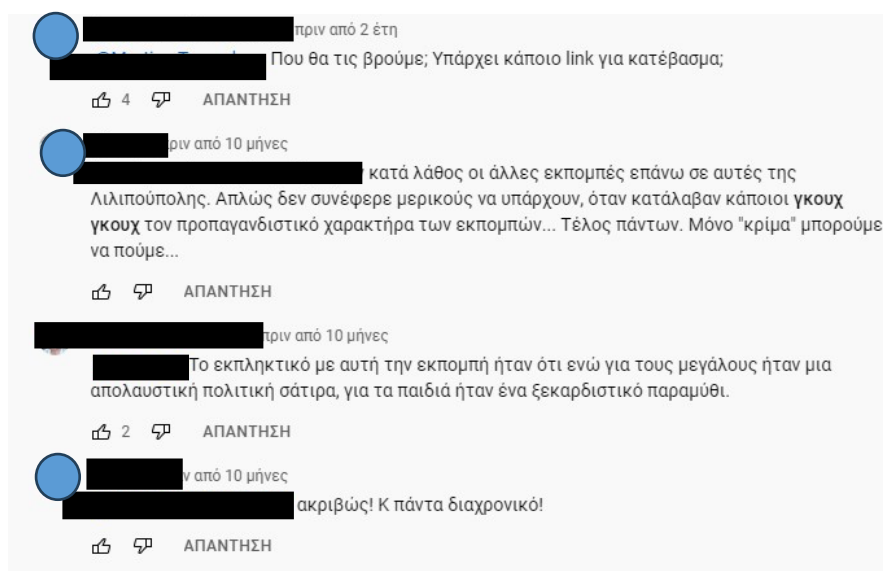 πριν από 2 έτη
Που θα τις βρούμε; Υπάρχει κάποιο link για κατέβασμα;
4 ΑΠΑΝΤΗΣΗ
πριν από 10 μήνες
κατά λάθος οι άλλες εκπομπές επάνω σε αυτές της
Λιλιπούπολης. Απλώς δεν συνέφερε μερικούς να υπάρχουν, όταν κατάλαβαν κάποιοι γκουχ
γκουχ τον προπαγανδιστικό χαρακτήρα των εκπομπών... Τέλος πάντων. Μόνο "κρίμα" μπορούμε
να πούμε...
ΑΠΑΝΤΗΣΗ
πριν από 10 μήνες
Το εκπληκτικό με αυτή την εκπομπή ήταν ότι ενώ για τους μεγάλους ήταν μια
απολαυστική πολιτική σάτιρα, για τα παιδιά ήταν ένα ξεκαρδιστικό παραμύθι.
2 ΑΠΑΝΤΗΣΗ
ν από 10 μήνες
ακριβώς! Κ πάντα διαχρονικό!
ΑΠΑΝΤΗΣΗ